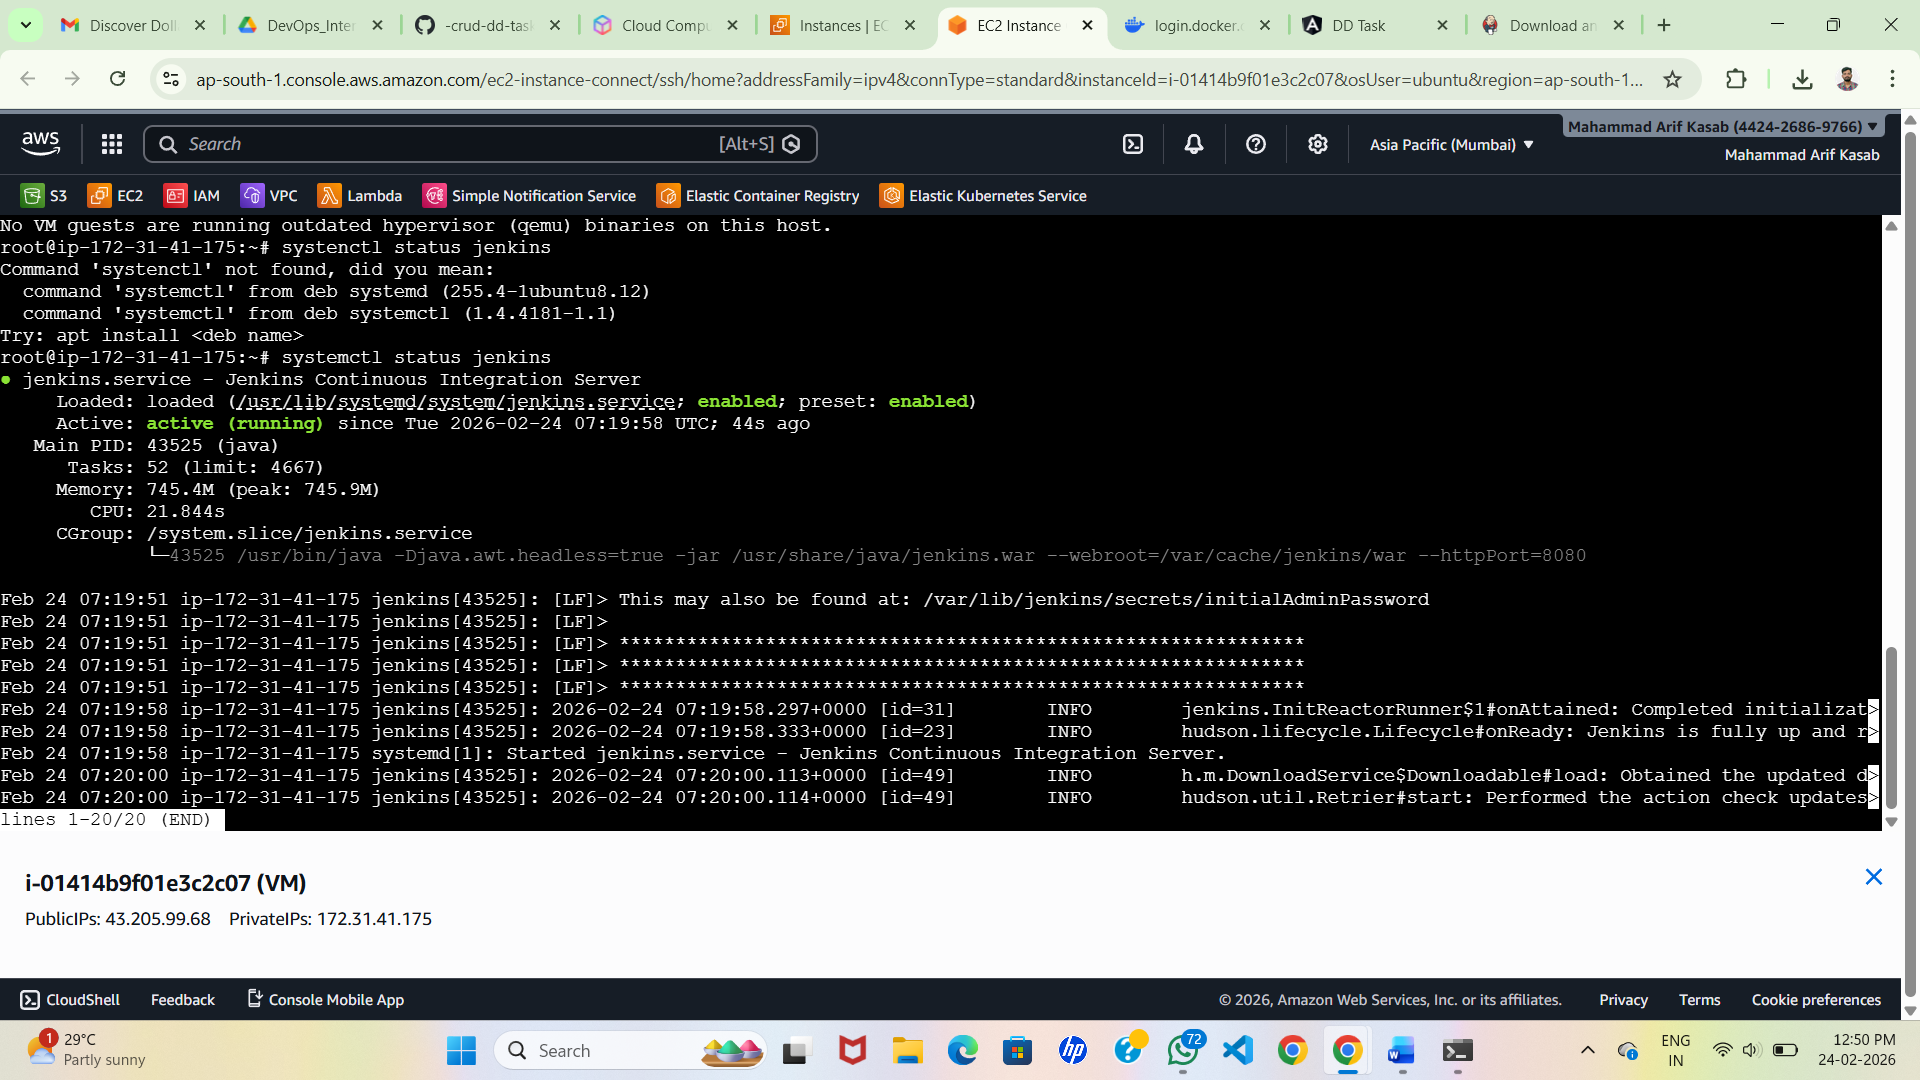 Discover Doll
DevOps_Inter
-crud-dd-task
Cloud Compu
Instances | EC
EC2 Instance
login.docker.c
DD Task
Download an
ap-south-1.console.aws.amazon.com/ec2-instance-connect/ssh/home?addressFamily=ipv4&connType=standard&instanceId=i-01414b9f01e3c2c07&osUser=ubuntu&region=ap-south-1...
aws
Search
[Alt+S]
Asia Pacific (Mumbai)
Mahammad Arif Kasab (4424-2686-9766)
Mahammad Arif Kasab
S3
EC2
IAM
VPC
Lambda
Simple Notification Service
Elastic Container Registry
Elastic Kubernetes Service
No VM guests are running outdated hypervisor (qemu) binaries on this host.
root@ip-172-31-41-175:~# systenctl status jenkins
Command 'systenctl' not found, did you mean:
  command 'systemctl' from deb systemd (255.4-1ubuntu8.12)
  command 'systemctl' from deb systemctl (1.4.4181-1.1)
Try: apt install <deb name>
root@ip-172-31-41-175:~# systemctl status jenkins
● jenkins.service - Jenkins Continuous Integration Server
     Loaded: loaded (/usr/lib/systemd/system/jenkins.service; enabled; preset: enabled)
     Active: active (running) since Tue 2026-02-24 07:19:58 UTC; 44s ago
   Main PID: 43525 (java)
      Tasks: 52 (limit: 4667)
     Memory: 745.4M (peak: 745.9M)
        CPU: 21.844s
     CGroup: /system.slice/jenkins.service
             └─43525 /usr/bin/java -Djava.awt.headless=true -jar /usr/share/java/jenkins.war --webroot=/var/cache/jenkins/war --httpPort=8080
Feb 24 07:19:51 ip-172-31-41-175 jenkins[43525]: [LF]> This may also be found at: /var/lib/jenkins/secrets/initialAdminPassword
Feb 24 07:19:51 ip-172-31-41-175 jenkins[43525]: [LF]>
Feb 24 07:19:51 ip-172-31-41-175 jenkins[43525]: [LF]> *************************************************************
Feb 24 07:19:51 ip-172-31-41-175 jenkins[43525]: [LF]> *************************************************************
Feb 24 07:19:51 ip-172-31-41-175 jenkins[43525]: [LF]> *************************************************************
Feb 24 07:19:58 ip-172-31-41-175 jenkins[43525]: 2026-02-24 07:19:58.297+0000 [id=31]        INFO        jenkins.InitReactorRunner$1#onAttained: Completed initializat>
Feb 24 07:19:58 ip-172-31-41-175 jenkins[43525]: 2026-02-24 07:19:58.333+0000 [id=23]        INFO        hudson.lifecycle.Lifecycle#onReady: Jenkins is fully up and r>
Feb 24 07:19:58 ip-172-31-41-175 systemd[1]: Started jenkins.service - Jenkins Continuous Integration Server.
Feb 24 07:20:00 ip-172-31-41-175 jenkins[43525]: 2026-02-24 07:20:00.113+0000 [id=49]        INFO        h.m.DownloadService$Downloadable#load: Obtained the updated d>
Feb 24 07:20:00 ip-172-31-41-175 jenkins[43525]: 2026-02-24 07:20:00.114+0000 [id=49]        INFO        hudson.util.Retrier#start: Performed the action check updates>
lines 1-20/20 (END)
i-01414b9f01e3c2c07 (VM)
PublicIPs: 43.205.99.68    PrivateIPs: 172.31.41.175
CloudShell
Feedback
Console Mobile App
© 2026, Amazon Web Services, Inc. or its affiliates.
Privacy
Terms
Cookie preferences
1
29°C
Partly sunny
Search
hp
72
ENG
IN
12:50 PM
24-02-2026